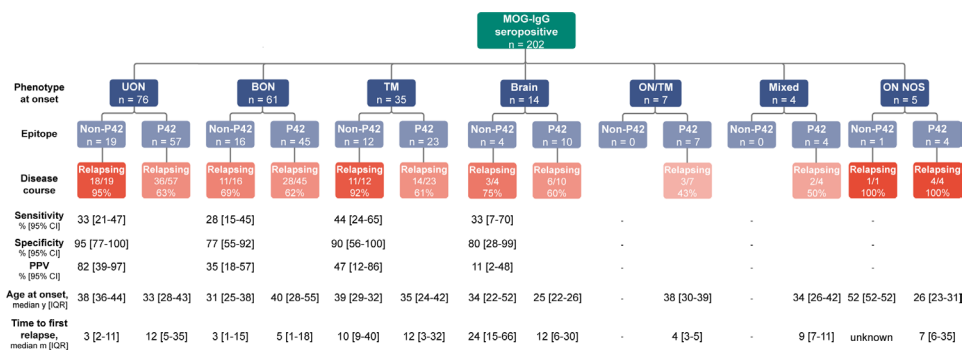 MOG-IgG
seropositive
n = 202
Phenotype
at onset
UON
n = 76
BON
n = 61
TM
n = 35
Brain
n = 14
ON/TM
n = 7
Mixed
n = 4
ON NOS
n = 5
Epitope
Non-P42
n = 19
P42
n = 57
Non-P42
n = 16
P42
n = 45
Non-P42
n = 12
P42
n = 23
Non-P42
n = 4
P42
n = 10
Non-P42
n = 0
P42
n = 7
Non-P42
n = 0
P42
n = 4
Non-P42
n = 1
P42
n = 4
Disease
course
Relapsing
18/19
95%
Relapsing
36/57
63%
Relapsing
11/16
69%
Relapsing
28/45
62%
Relapsing
11/12
92%
Relapsing
14/23
61%
Relapsing
3/4
75%
Relapsing
6/10
60%
Relapsing
3/7
43%
Relapsing
2/4
50%
Relapsing
1/1
100%
Relapsing
4/4
100%
Sensitivity
% [95% CI]
33 [21-47] 28 [15-45] 44 [24-65] 33 [7-70] - - - -
Specificity
% [95% CI]
95 [77-100] 77 [55-92] 90 [56-100] 80 [28-99] - - - -
PPV
% [95% CI]
82 [39-97] 35 [18-57] 47 [12-86] 11 [2-48] - - - -
Age at onset,
median y [IQR]
38 [36-44] 33 [28-43] 31 [25-38] 40 [28-55] 39 [29-32] 35 [24-42] 34 [22-52] 25 [22-26] - 38 [30-39] 34 [26-42] 52 [52-52] 26 [23-31]
Time to first
relapse,
median m [IQR]
3 [2-11] 12 [5-35] 3 [1-15] 5 [1-18] 10 [9-40] 12 [3-32] 24 [15-66] 12 [6-30] - 4 [3-5] 9 [7-11] unknown 7 [6-35]